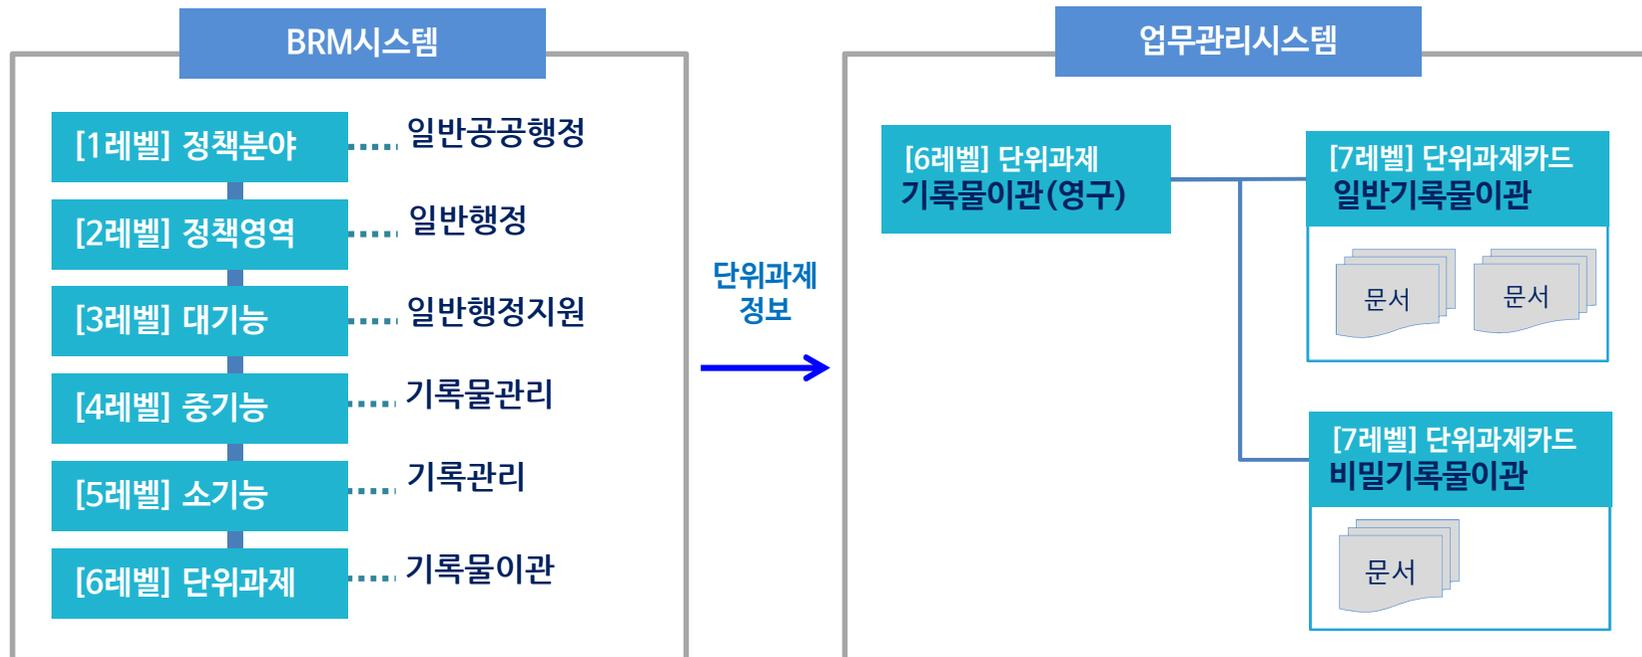 BRM시스템
[1레벨] 정책분야
일반공공행정
[2레벨] 정책영역
일반행정
[3레벨] 대기능
일반행정지원
[4레벨] 중기능
기록물관리
[5레벨] 소기능
기록관리
[6레벨] 단위과제
기록물이관
단위과제
정보
업무관리시스템
[6레벨] 단위과제
기록물이관(영구)
[7레벨] 단위과제카드
일반기록물이관
문서
문서
[7레벨] 단위과제카드
비밀기록물이관
문서